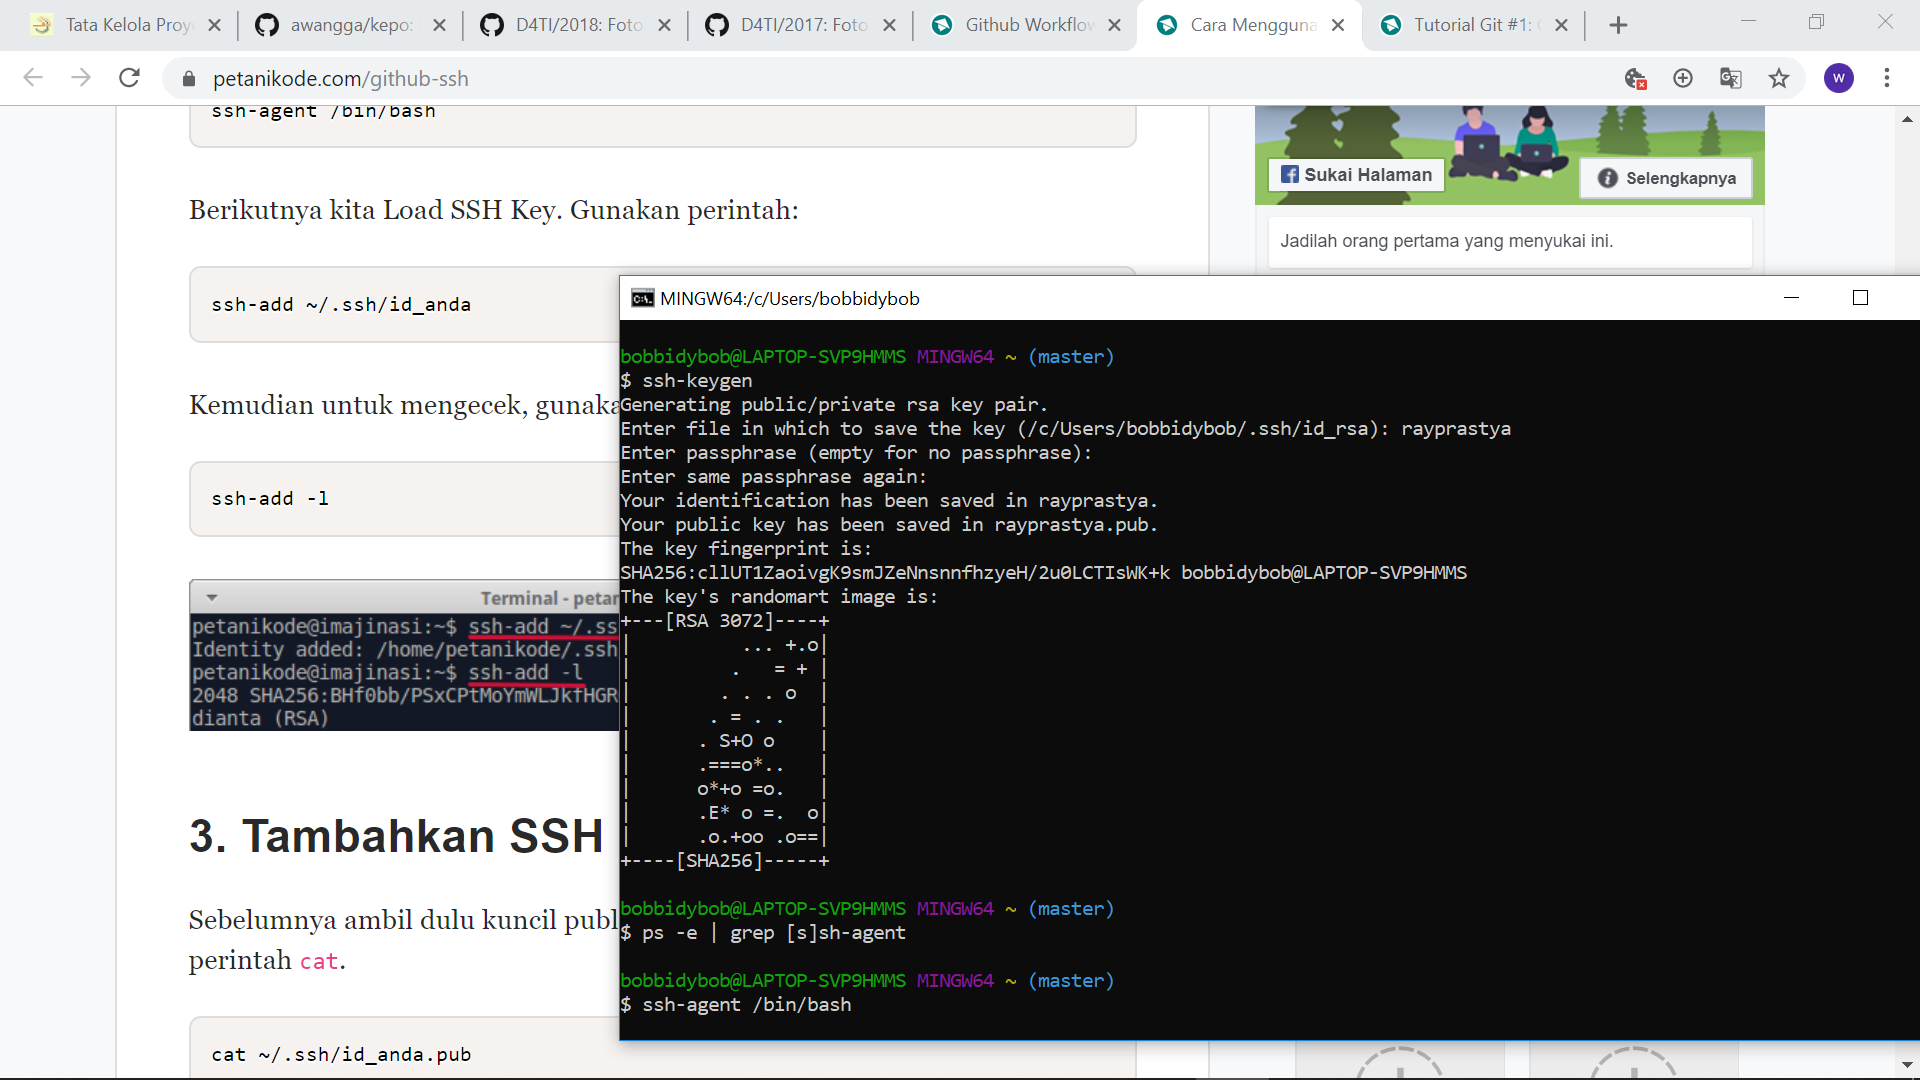 Tata Kelola Proy
awangga/kepo:
D4TI/2018: Foto
D4TI/2017: Foto
Github Workflow
Cara Mengguna
Tutorial Git #1:
petanikode.com/github-ssh
W
ssh-agent /bin/bash
Berikutnya kita Load SSH Key. Gunakan perintah:
ssh-add ~/.ssh/id_anda
Kemudian untuk mengecek, gunaka
ssh-add -l
Terminal - petan
petanikode@imajinasi:~$ ssh-add ~/.ss
Identity added: /home/petanikode/.ssh
petanikode@imajinasi:~$ ssh-add -l
2048 SHA256:BHf0bb/PSxCPtMoYmWLJkfHGR
dianta (RSA)
3. Tambahkan SSH
Sebelumnya ambil dulu kunci publ
perintah cat.
cat ~/.ssh/id_anda.pub
Sukai Halaman
Selengkapnya
Jadilah orang pertama yang menyukai ini.
MINGW64:/c/Users/bobbidybob
bobbidybob@LAPTOP-SVP9HMMS MINGW64 ~ (master)
$ ssh-keygen
Generating public/private rsa key pair.
Enter file in which to save the key (/c/Users/bobbidybob/.ssh/id_rsa): rayprastya
Enter passphrase (empty for no passphrase):
Enter same passphrase again:
Your identification has been saved in rayprastya.
Your public key has been saved in rayprastya.pub.
The key fingerprint is:
SHA256:cllUT1ZaoivgK9smJZeNnsnnfhzyeH/2u0LCTIsWK+k bobbidybob@LAPTOP-SVP9HMMS
The key's randomart image is:
+---[RSA 3072]----+
|          ... +.o|
|         .   = + |
|        . . . o  |
|       . = . .   |
|      . S+O o    |
|      .===o*..   |
|      o*+o =o.   |
|      .E* o =.  o|
|      .o.+oo .o==|
+----[SHA256]-----+
bobbidybob@LAPTOP-SVP9HMMS MINGW64 ~ (master)
$ ps -e | grep [s]sh-agent
bobbidybob@LAPTOP-SVP9HMMS MINGW64 ~ (master)
$ ssh-agent /bin/bash